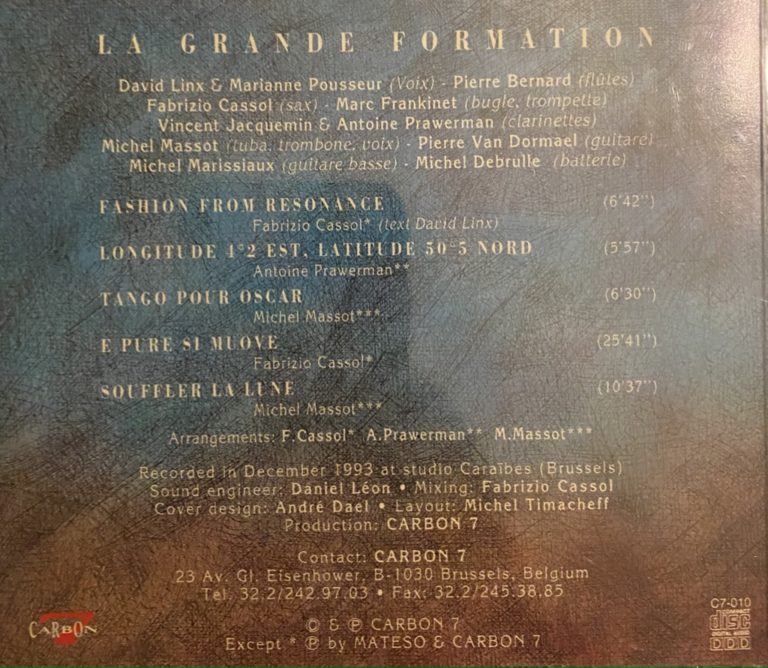 LA GRANDE FORMATION
David Linx & Marianne Pousseur (Voix) - Pierre Bernard (flûtes)
Fabrizio Cassol (sax) - Marc Frankinet (bugle, trompette)
Vincent Jacquemin & Antoine Prawerman (clarinettes)
Michel Massot (tuba, trombone, voix) - Pierre Van Dormael (guitare)
Michel Marissiaux (guitare basse) - Michel Debrulle (batterie)
FASHION FROM RESONANCE (6'42'')
Fabrizio Cassol* (text David Linx)
LONGITUDE 4°2 EST, LATITUDE 50°5 NORD (5'57'')
Antoine Prawerman**
TANGO POUR OSCAR (6'30'')
Michel Massot***
E PURE SI MUOVE (25'41'')
Fabrizio Cassol*
SOUFFLER LA LUNE (10'37'')
Michel Massot***
Arrangements: F.Cassol* A.Prawerman** M.Massot***
Recorded in December 1993 at studio Caraïbes (Brussels)
Sound engineer: Daniel Léon • Mixing: Fabrizio Cassol
Cover design: André Dael • Layout: Michel Timacheff
Production: CARBON 7
Contact: CARBON 7
23 Av. Gl. Eisenhower, B-1030 Brussels, Belgium
Tel. 32.2/242.97.03 • Fax: 32.2/245.38.85
© & ℗ CARBON 7
Except * ℗ by MATESO & CARBON 7
CARBON 7
C7-010
COMPACT
disc
DIGITAL AUDIO
DDD